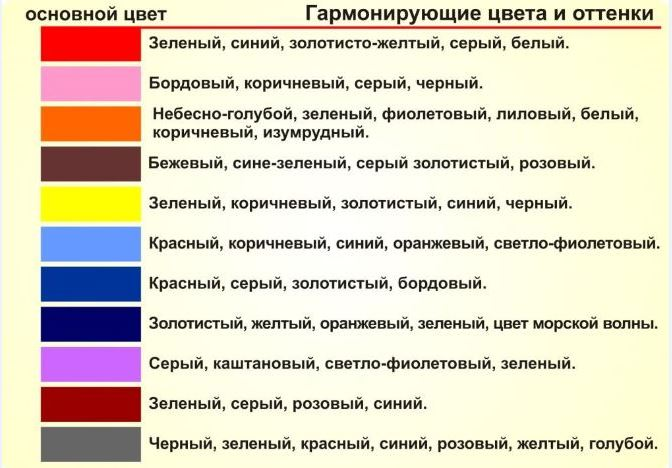 основной цвет
Гармонирующие цвета и оттенки
Зеленый, синий, золотисто-желтый, серый, белый.
Бордовый, коричневый, серый, черный.
Небесно-голубой, зеленый, фиолетовый, лиловый, белый,
коричневый, изумрудный.
Бежевый, сине-зеленый, серый золотистый, розовый.
Зеленый, коричневый, золотистый, синий, черный.
Красный, коричневый, синий, оранжевый, светло-фиолетовый.
Красный, серый, золотистый, бордовый.
Золотистый, желтый, оранжевый, зеленый, цвет морской волны.
Серый, каштановый, светло-фиолетовый, зеленый.
Зеленый, серый, розовый, синий.
Черный, зеленый, красный, синий, розовый, желтый, голубой.